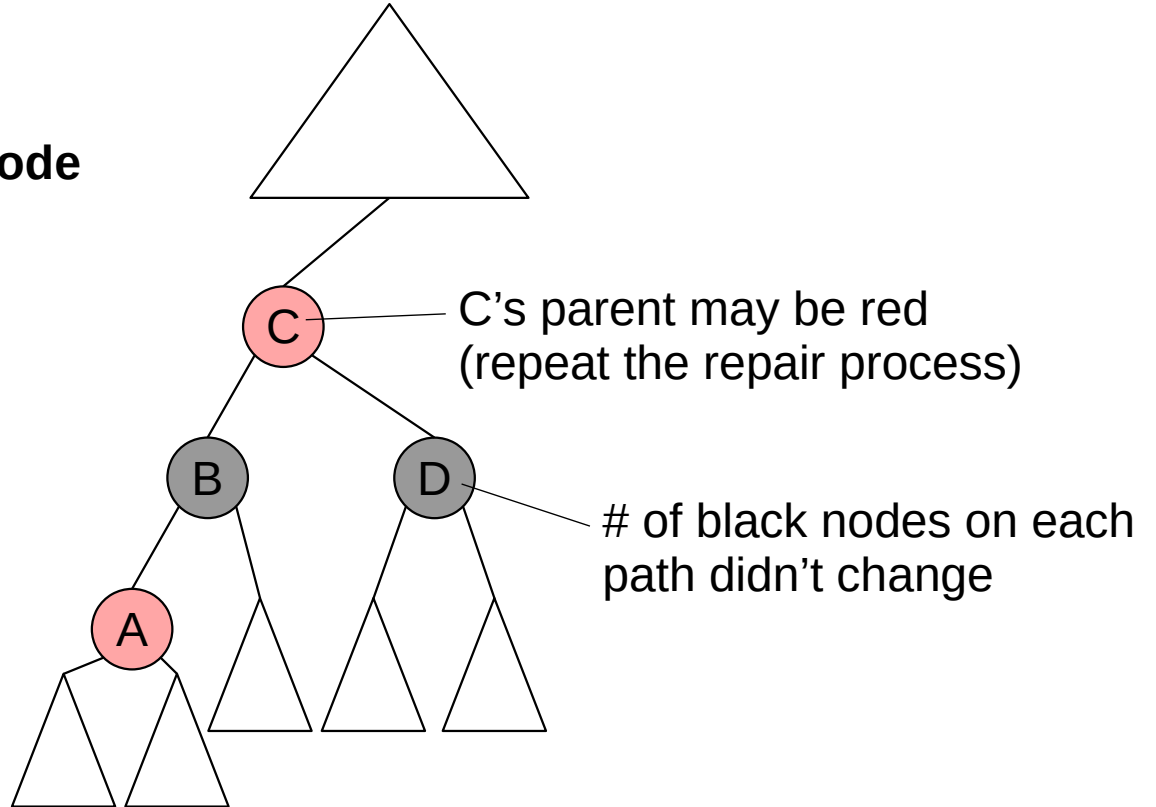 ode
C
C’s parent may be red
(repeat the repair process)
B
D
# of black nodes on each
path didn’t change
A